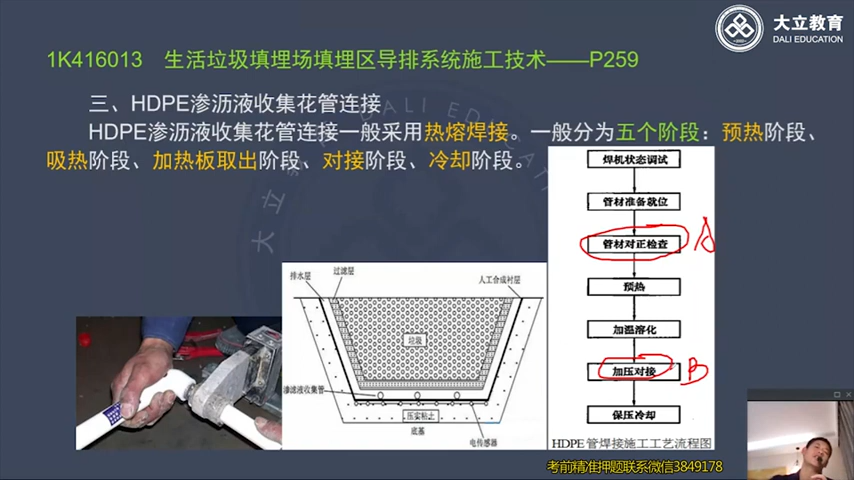 大立教育
DALI EDUCATION
1K416013 生活垃圾填埋场填埋区导排系统施工技术——P259
三、HDPE渗沥液收集花管连接
HDPE渗沥液收集花管连接一般采用热熔焊接。一般分为五个阶段：预热阶段、
吸热阶段、加热板取出阶段、对接阶段、冷却阶段。
焊机状态调试
管材准备就位
管材对正检查
A
预热
加温溶化
加压对接
B
保压冷却
HDPE管焊接施工工艺流程图
排水层
过滤层
人工合成衬层
垃圾
渗滤液收集管
压实粘土
底基
电传感器
考前精准押题联系微信3849178